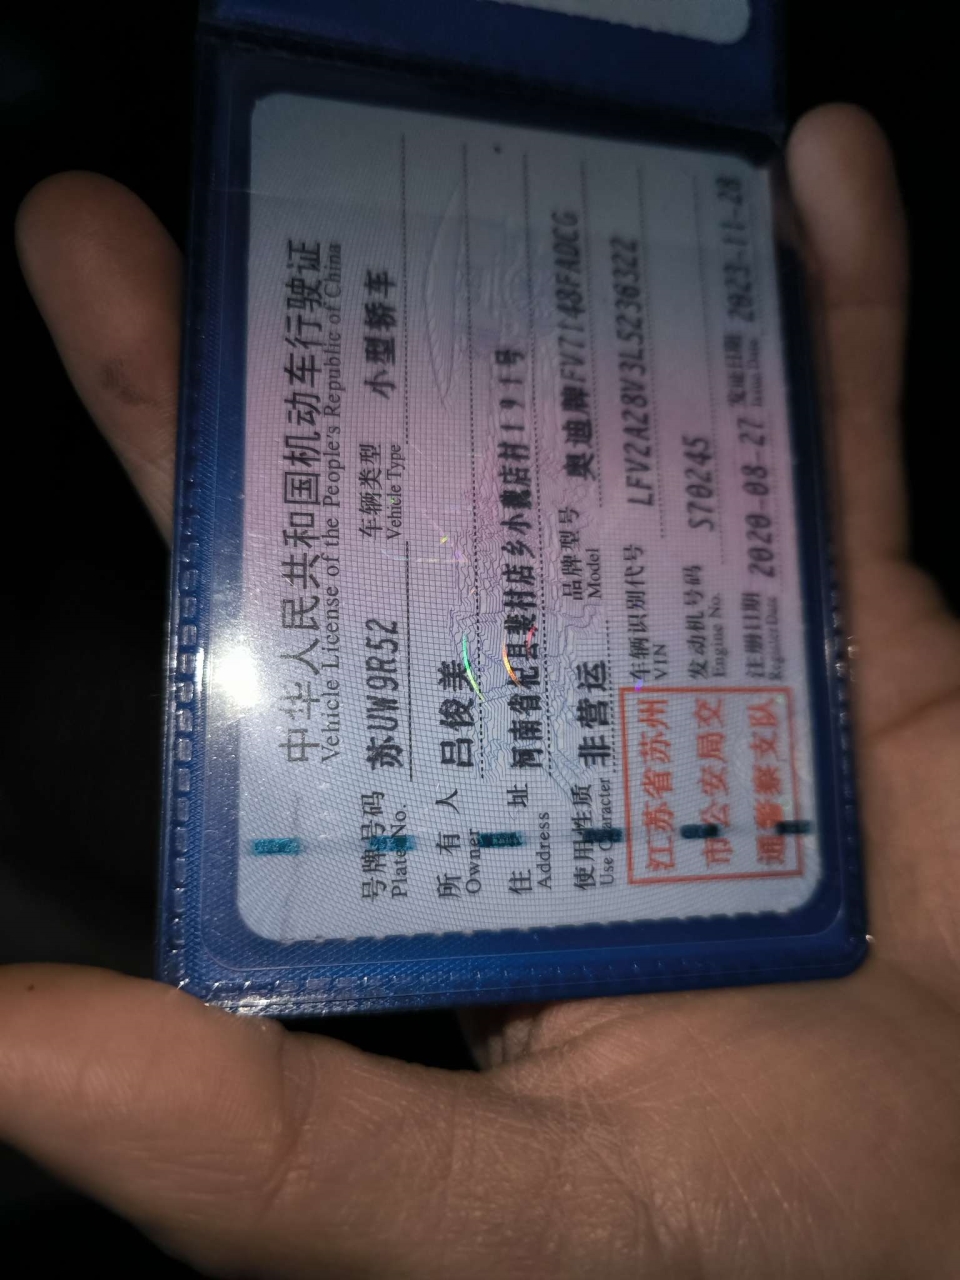 中华人民共和国机动车行驶证
Vehicle License of the People's Republic of China
号牌号码 苏UW9R52 车辆类型 小型轿车
Plate No. Vehicle Type
所有人 吕俊美
Owner
住址 河南省杞县裴村店乡小魏店村191号
Address
使用性质 非营运 品牌型号 奥迪牌FV7148FADCG
Use Character Model
车辆识别代号 LFV2A28V3L5236322
VIN
发动机号码 S70245
Engine No.
注册日期 2020-08-27 发证日期 2023-11-28
Register Date Issue Date
江苏省苏州
市公安局交
通警察支队